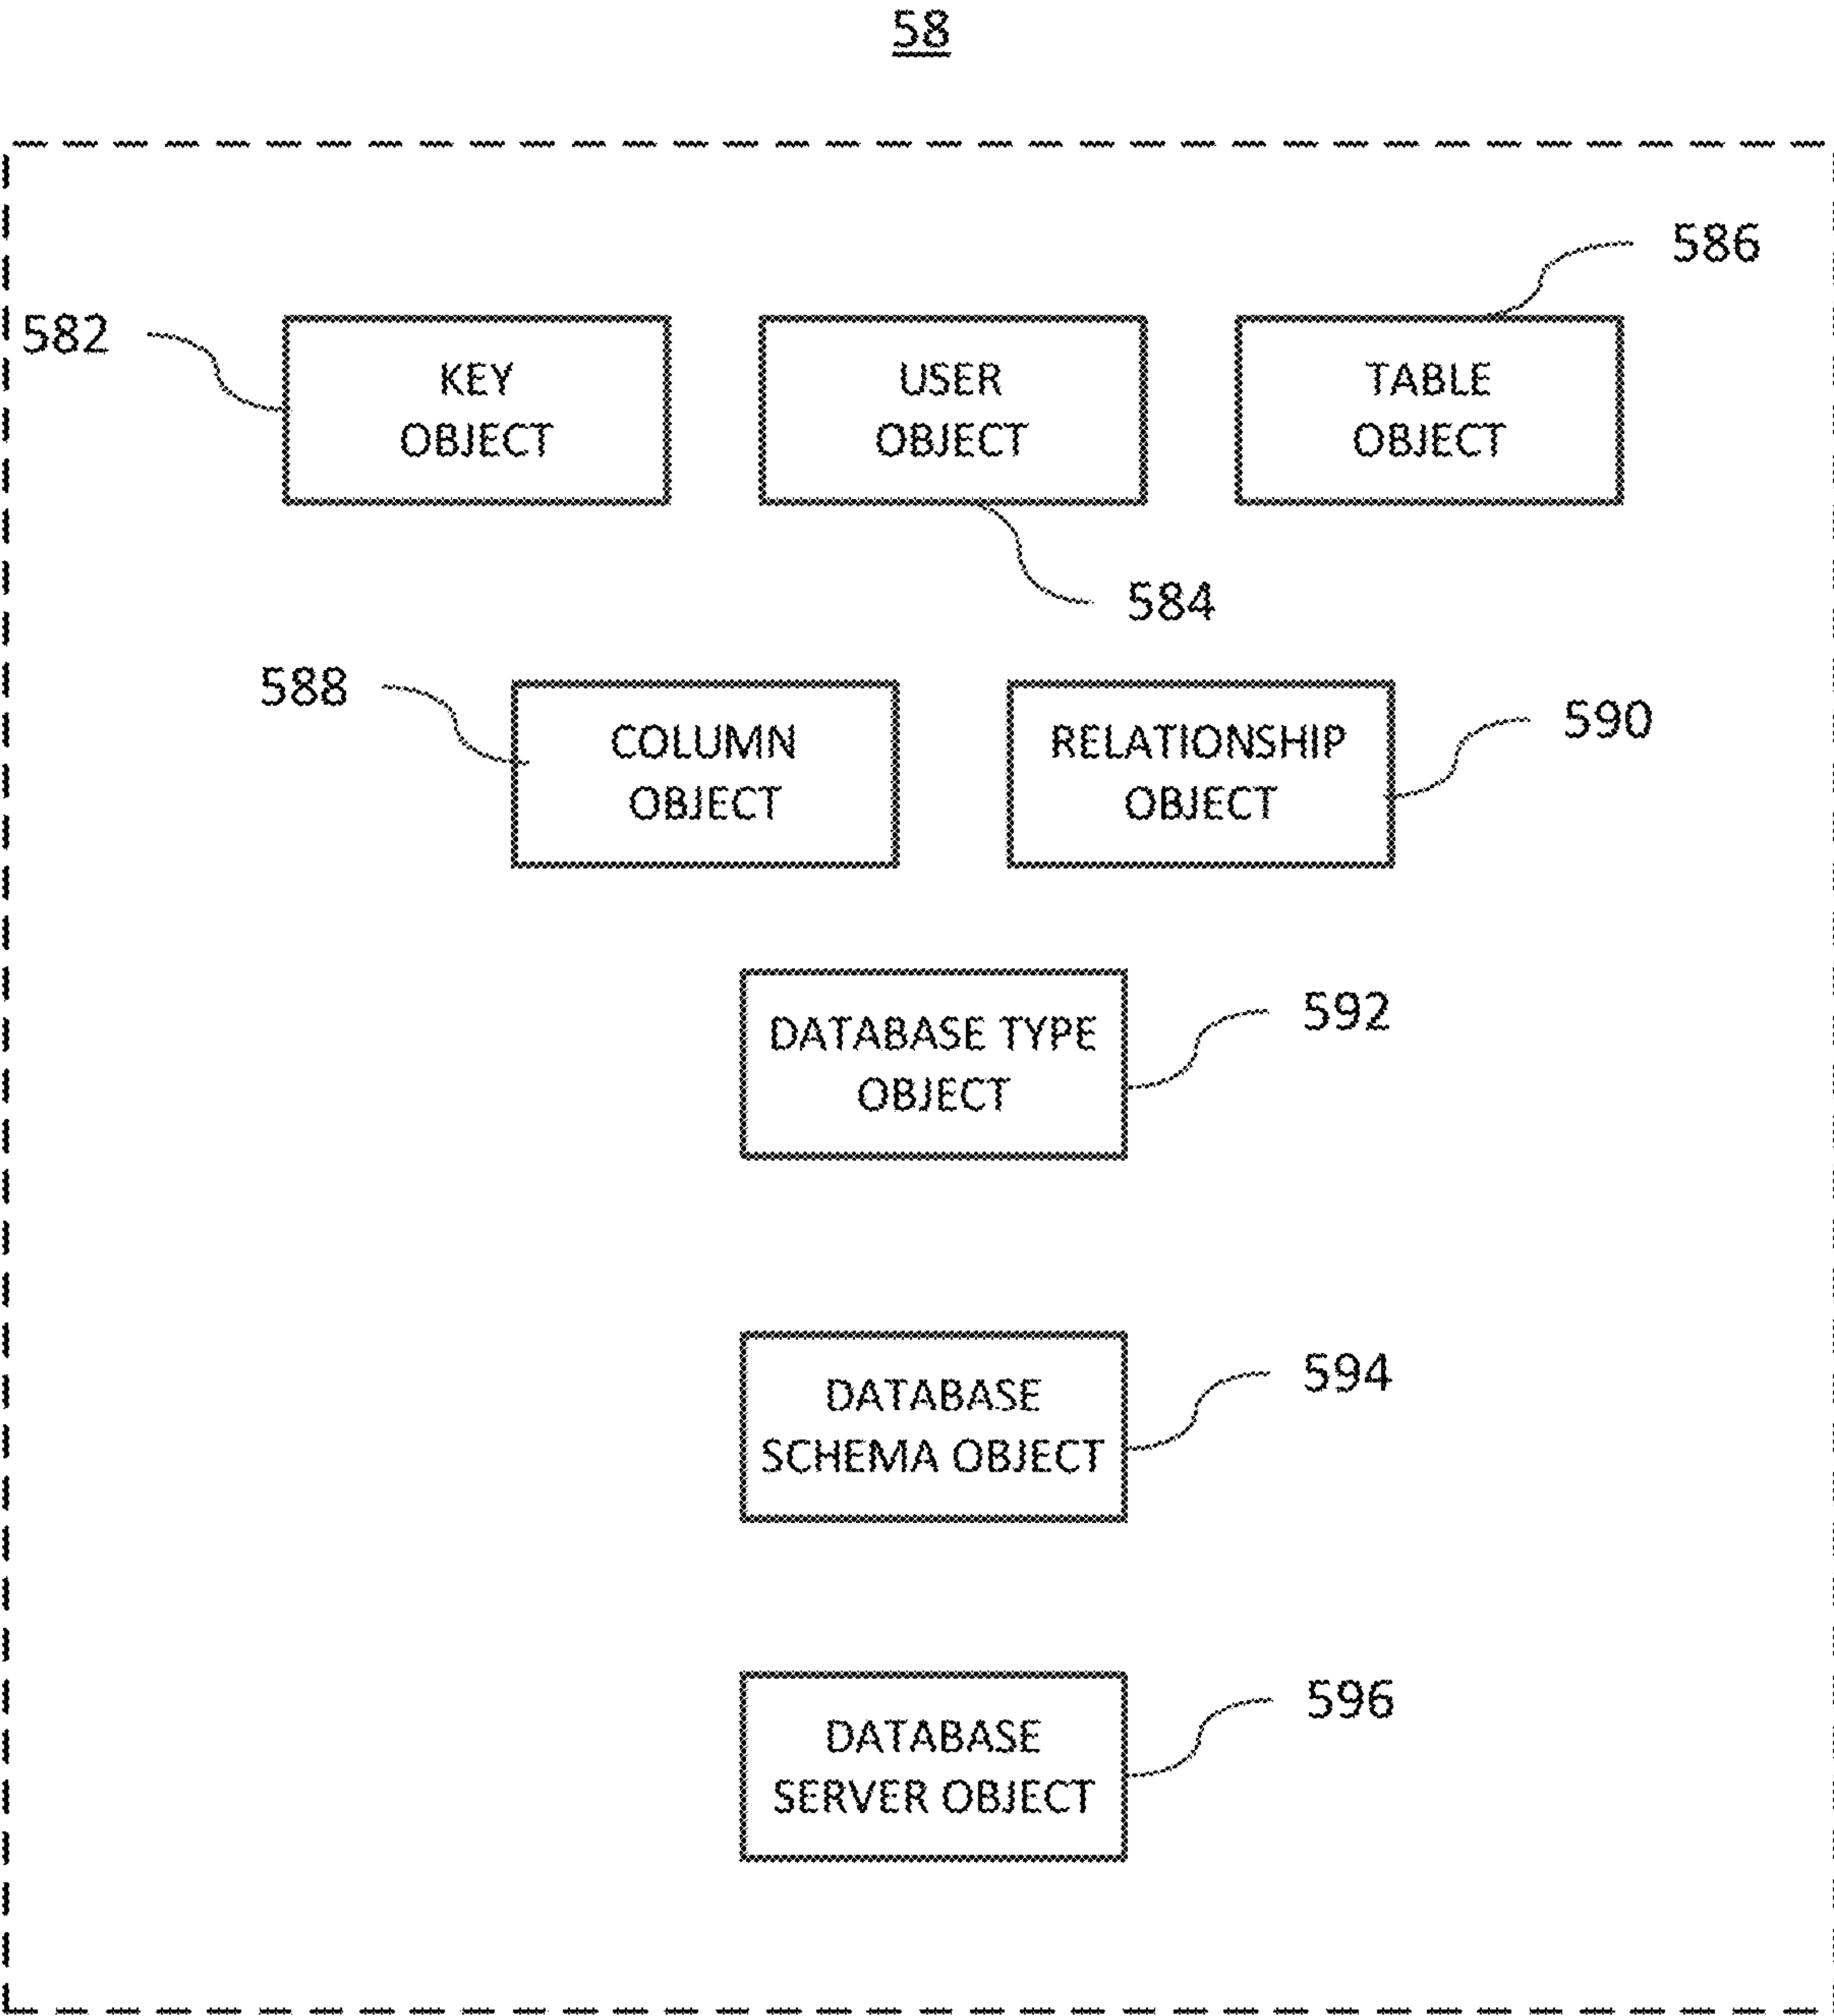 58
586
582
KEY
OBJECT
USER
OBJECT
TABLE
OBJECT
584
588
COLUMN
OBJECT
RELATIONSHIP
OBJECT
590
DATABASE TYPE
OBJECT
592
DATABASE
SCHEMA OBJECT
594
DATABASE
SERVER OBJECT
596